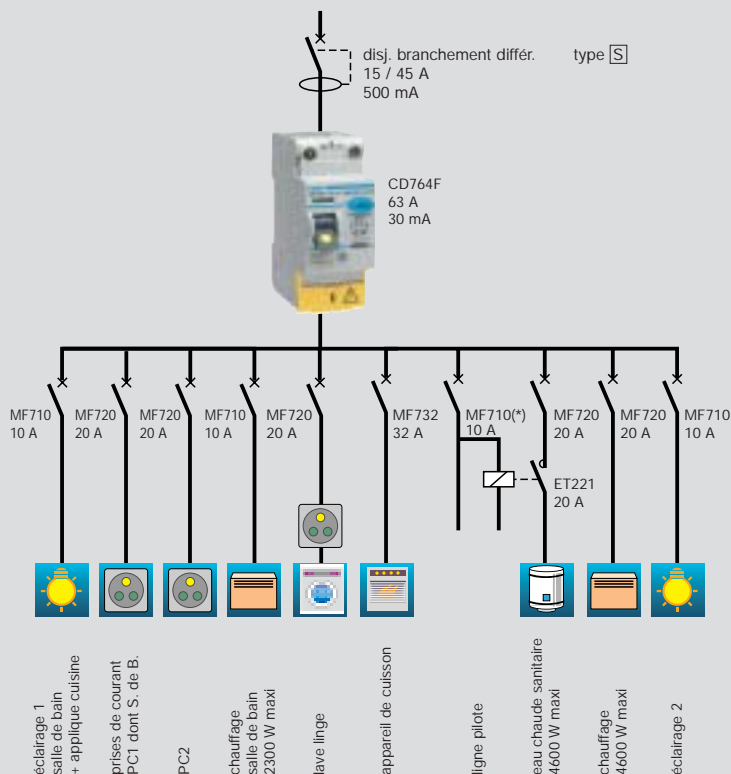 disj. branchement différ. type S
15 / 45 A
500 mA
CD764F
63 A
30 mA
MF710
10 A
MF720
20 A
MF720
20 A
MF710
10 A
MF720
20 A
MF732
32 A
MF710(*)
10 A
MF720
20 A
MF720
20 A
MF710
10 A
ET221
20 A
éclairage 1
salle de bain
+ applique cuisine
prises de courant
PC1 dont S. de B.
PC2
chauffage
salle de bain
2300 W maxi
lave linge
appareil de cuisson
ligne pilote
eau chaude sanitaire
4600 W maxi
chauffage
4600 W maxi
éclairage 2